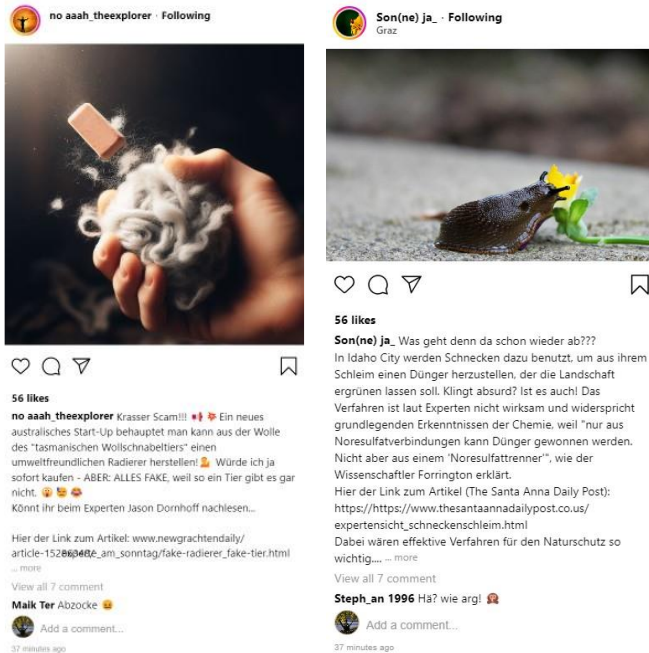 no aaah_theexplorer · Following
56 likes
no aaah_theexplorer Krasser Scam!!! Ein neues
australisches Start-Up behauptet man kann aus der Wolle
des "tasmanischen Wollschnabeltiers" einen
umweltfreundlichen Radierer herstellen! Würde ich ja
sofort kaufen - ABER: ALLES FAKE, weil so ein Tier gibt es gar
nicht. 😱 😇 😂
Könnt ihr beim Experten Jason Dornhoff nachlesen...
Hier der Link zum Artikel: www.newgrachtendaily/
_am_sonntag/fake-radierer_fake-tier.html
... more
View all 7 comment
Maik Ter Abzocke 😖
Add a comment...
37 minutes ago
Son(ne) ja_ · Following
Graz
56 likes
Son(ne) ja_ Was geht denn da schon wieder ab???
In Idaho City werden Schnecken dazu benutzt, um aus ihrem
Schleim einen Dünger herzustellen, der die Landschaft
ergrünen lassen soll. Klingt absurd? Ist es auch! Das
Verfahren ist laut Experten nicht wirksam und widerspricht
grundlegenden Erkenntnissen der Chemie, weil "nur aus
Noresulfatverbindungen kann Dünger gewonnen werden.
Nicht aber aus einem 'Noresulfattrenner'", wie der
Wissenschaftler Forrington erklärt.
Hier der Link zum Artikel (The Santa Anna Daily Post):
https://https://www.thesantaannadailypost.co.us/
expertensicht_schneckenschleim.html
Dabei wären effektive Verfahren für den Naturschutz so
wichtig.... ... more
View all 7 comment
Steph_an 1996 Hä? wie arg! 🙊
Add a comment...
37 minutes ago